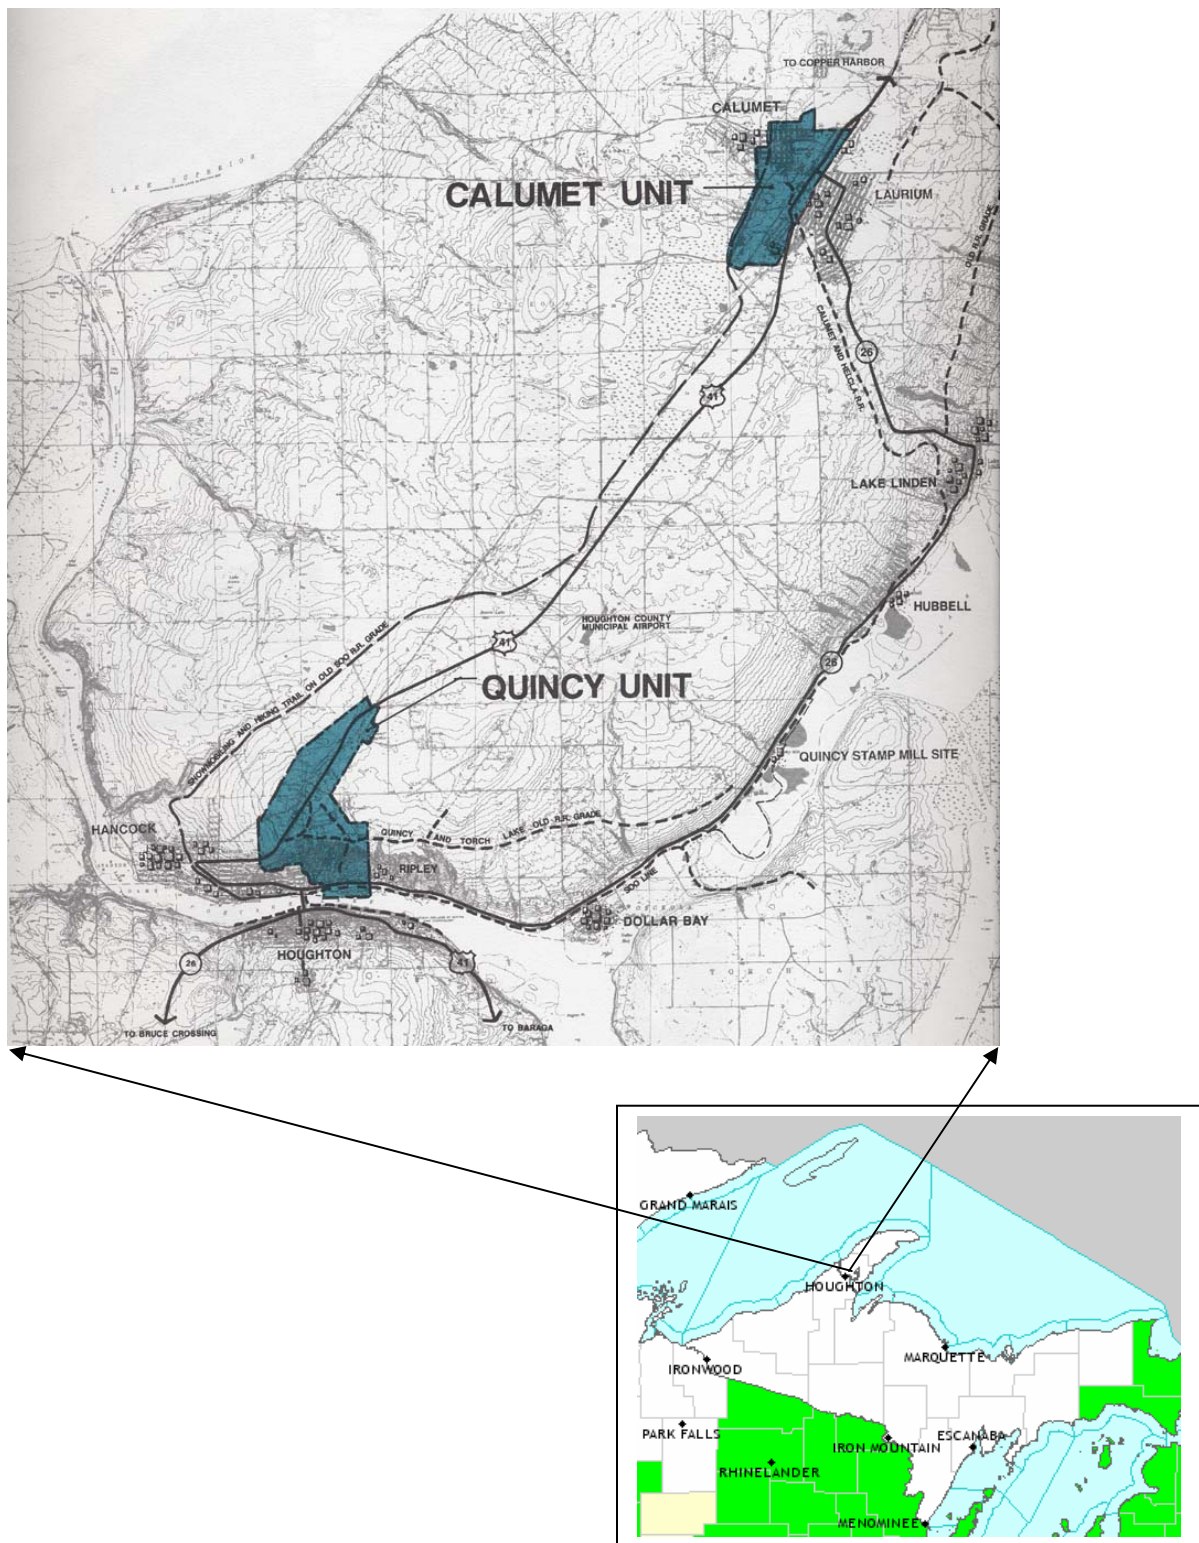 TO COPPER HARBOR
CALUMET
LAKE SUPERIOR
CALUMET UNIT
LAURIUM
OLD R.R. GRADE
CALUMET AND HECLA R.R.
26
41
LAKE LINDEN
HUBBELL
HOUGHTON COUNTY
MUNICIPAL AIRPORT
41
SNOWMOBILING AND HIKING TRAIL ON OLD SOO R.R. GRADE
26
QUINCY UNIT
QUINCY STAMP MILL SITE
HANCOCK
QUINCY AND TORCH LAKE OLD R.R. GRADE
RIPLEY
SOO LINE
DOLLAR BAY
HOUGHTON
26
41
TORCH LAKE
TO BRUCE CROSSING
TO BARAGA
GRAND MARAIS
HOUGHTON
MARQUETTE
IRONWOOD
PARK FALLS
ESCANABA
IRON MOUNTAIN
RHINELANDER
MENOMINEE